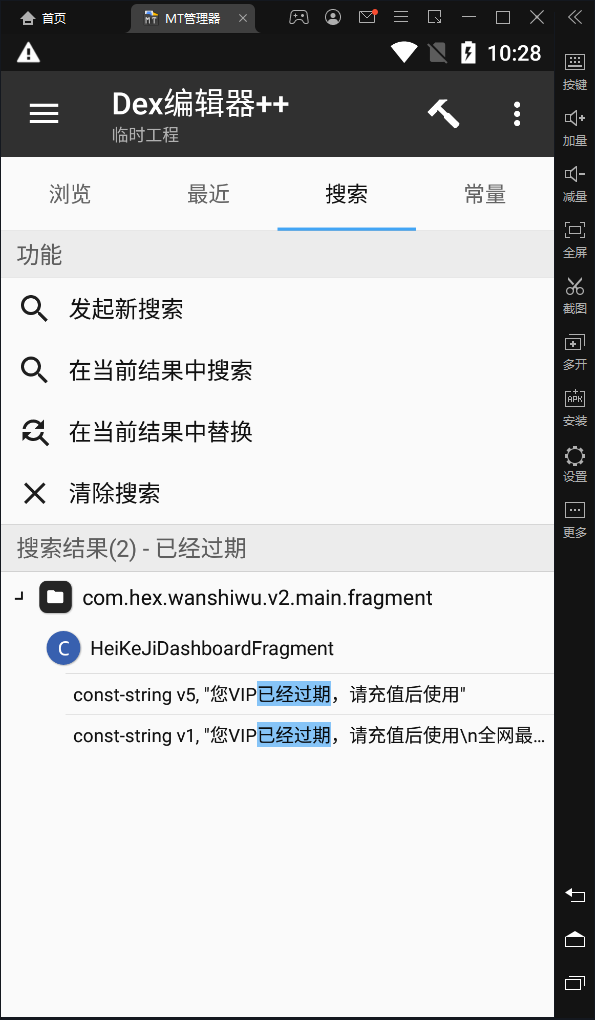 首页
MT管理器
10:28
Dex编辑器++
临时工程
浏览
最近
搜索
常量
功能
发起新搜索
在当前结果中搜索
在当前结果中替换
清除搜索
搜索结果(2) - 已经过期
com.hex.wanshiwu.v2.main.fragment
C
HeiKeJiDashboardFragment
const-string v5, "您VIP已经过期，请充值后使用"
const-string v1, "您VIP已经过期，请充值后使用\n全网最...
按键
加量
减量
全屏
截图
多开
APK
安装
设置
更多